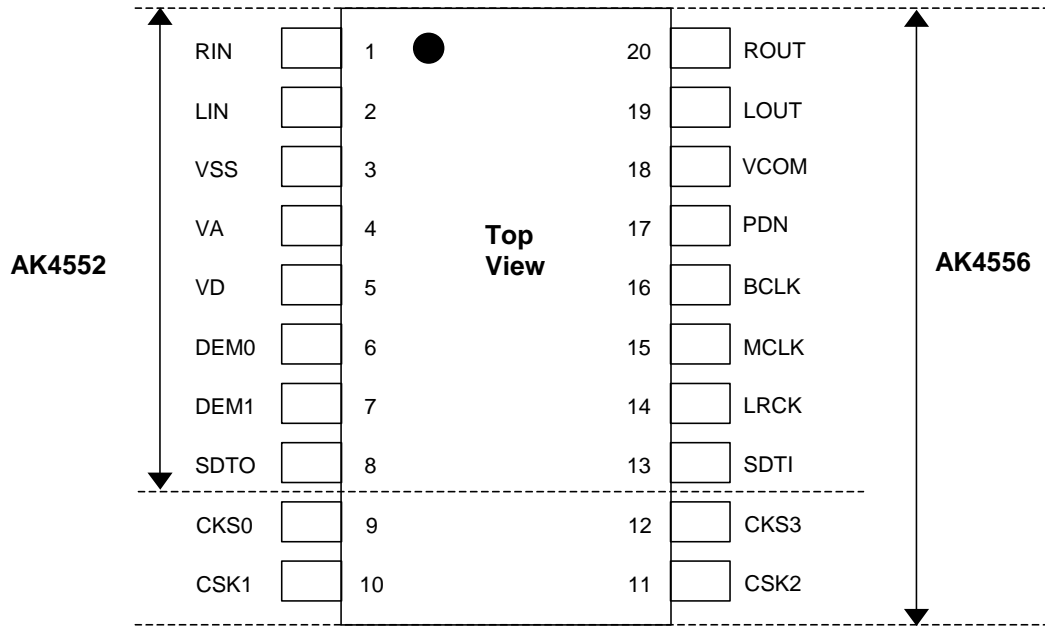 RIN 1 20 ROUT
LIN 2 19 LOUT
VSS 3 18 VCOM
VA 4 17 PDN
Top
View
AK4552
AK4556
VD 5 16 BCLK
DEM0 6 15 MCLK
DEM1 7 14 LRCK
SDTO 8 13 SDTI
CKS0 9 12 CKS3
CSK1 10 11 CSK2